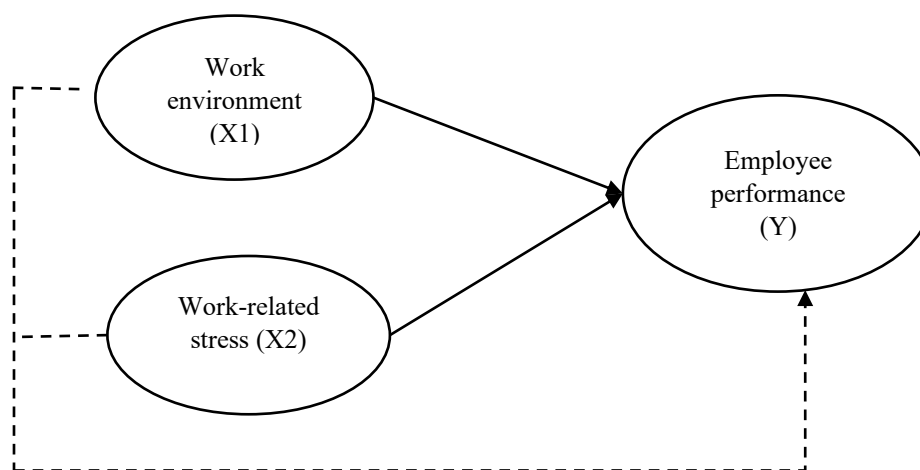 Work
environment
(X1)
Employee
performance
(Y)
Work-related
stress (X2)